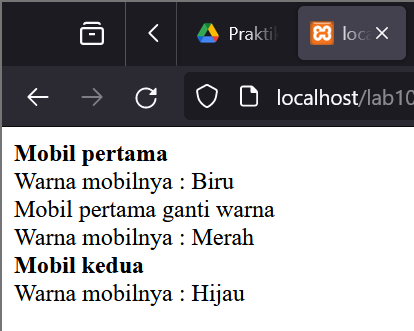 Prakti
loc
localhost/lab10
Mobil pertama
Warna mobilnya : Biru
Mobil pertama ganti warna
Warna mobilnya : Merah
Mobil kedua
Warna mobilnya : Hijau